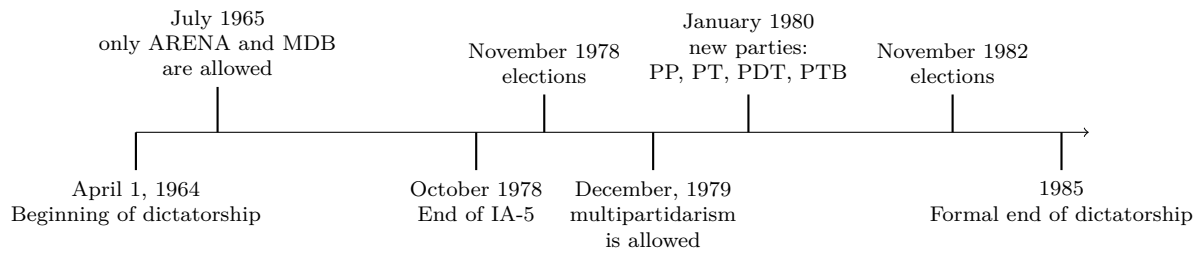 July 1965
only ARENA and MDB
are allowed
November 1978
elections
January 1980
new parties:
PP, PT, PDT, PTB
November 1982
elections
April 1, 1964
Beginning of dictatorship
October 1978
End of IA-5
December, 1979
multipartidarism
is allowed
1985
Formal end of dictatorship